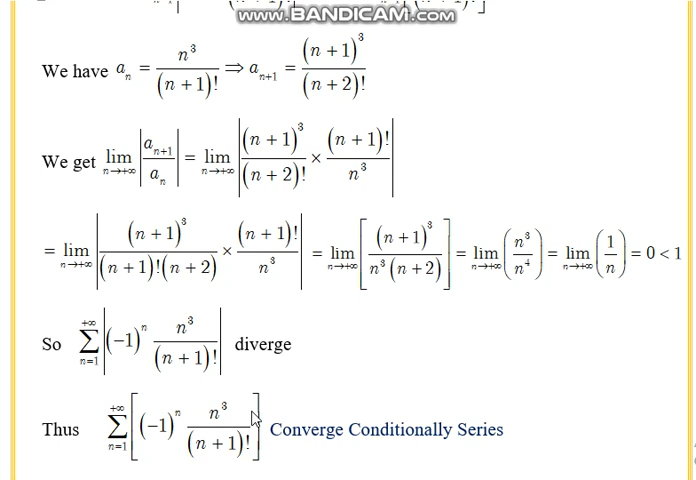 WWW.BANDICAM.COM
We have a_n = n^3/(n + 1)! ⇒ a_{n+1} = (n + 1)^3/(n + 2)!
We get lim_{n→+∞} |a_{n+1}/a_n| = lim_{n→+∞} |(n + 1)^3/(n + 2)! × (n + 1)!/n^3|
= lim_{n→+∞} |(n + 1)^3/((n + 1)!(n + 2)) × (n + 1)!/n^3| = lim_{n→+∞} [(n + 1)^3/(n^3(n + 2))] = lim_{n→+∞} (n^3/n^4) = lim_{n→+∞} (1/n) = 0 < 1
So ∑_{n=1}^{+∞} |(−1)^n n^3/(n + 1)!| diverge
Thus ∑_{n=1}^{+∞} [(−1)^n n^3/(n + 1)!] Converge Conditionally Series